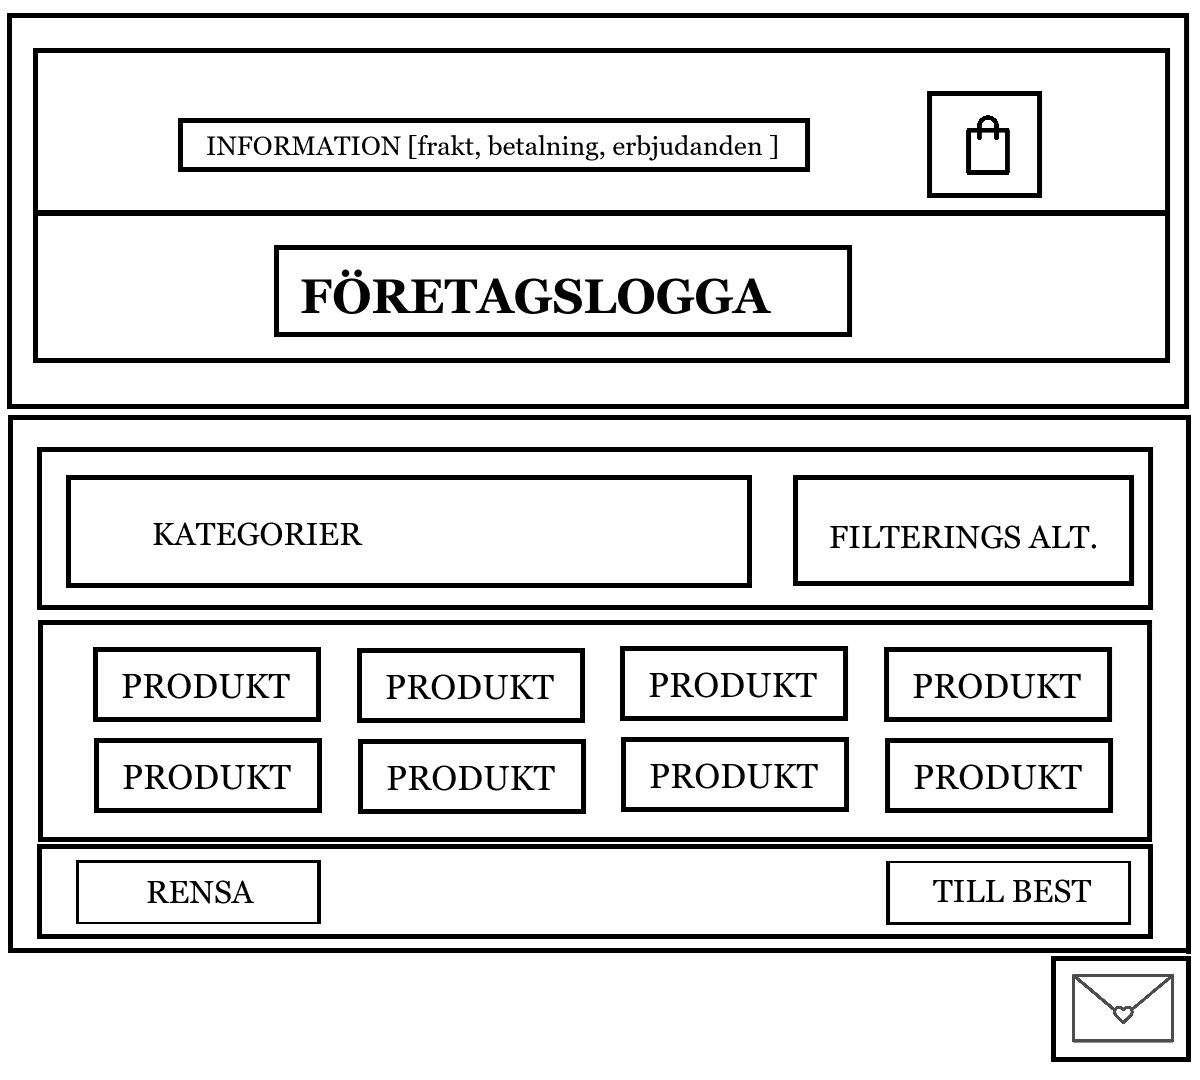 INFORMATION [frakt, betalning, erbjudanden ]
FÖRETAGSLOGGA
KATEGORIER
FILTERINGS ALT.
PRODUKT PRODUKT PRODUKT PRODUKT
PRODUKT PRODUKT PRODUKT PRODUKT
RENSA
TILL BEST